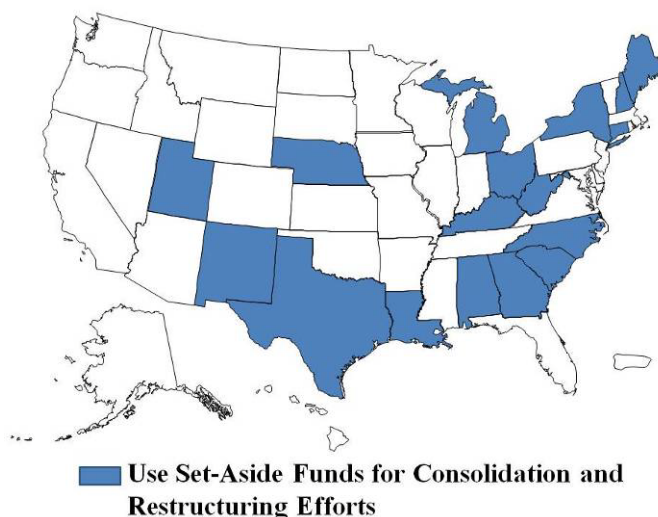 Use Set-Aside Funds for Consolidation and
Restructuring Efforts